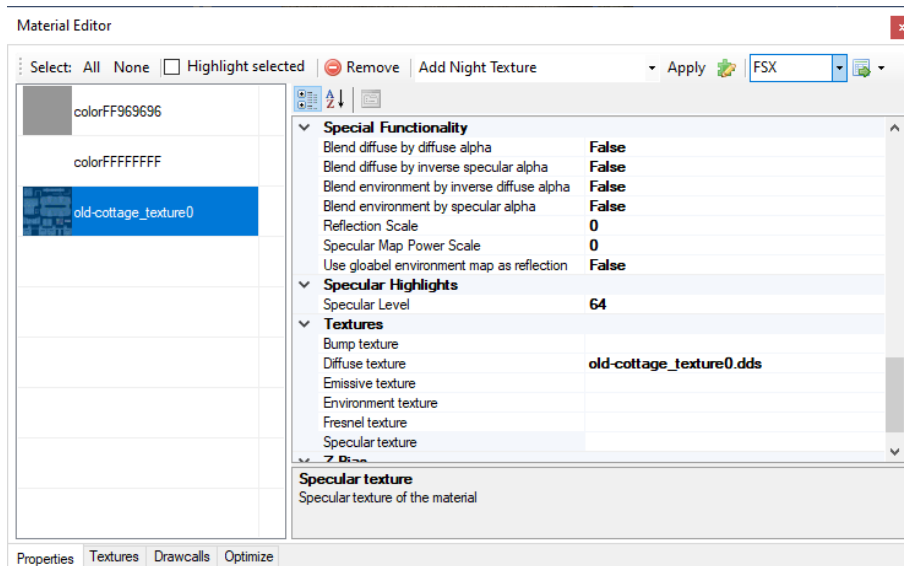 Material Editor
x
Select: All None Highlight selected Remove Add Night Texture Apply FSX
colorFF969696
colorFFFFFFFF
old-cottage_texture0
Special Functionality
Blend diffuse by diffuse alpha False
Blend diffuse by inverse specular alpha False
Blend environment by inverse diffuse alpha False
Blend environment by specular alpha False
Reflection Scale 0
Specular Map Power Scale 0
Use gloabel environment map as reflection False
Specular Highlights
Specular Level 64
Textures
Bump texture
Diffuse texture old-cottage_texture0.dds
Emissive texture
Environment texture
Fresnel texture
Specular texture
Z Bias
Specular texture
Specular texture of the material
Properties Textures Drawcalls Optimize